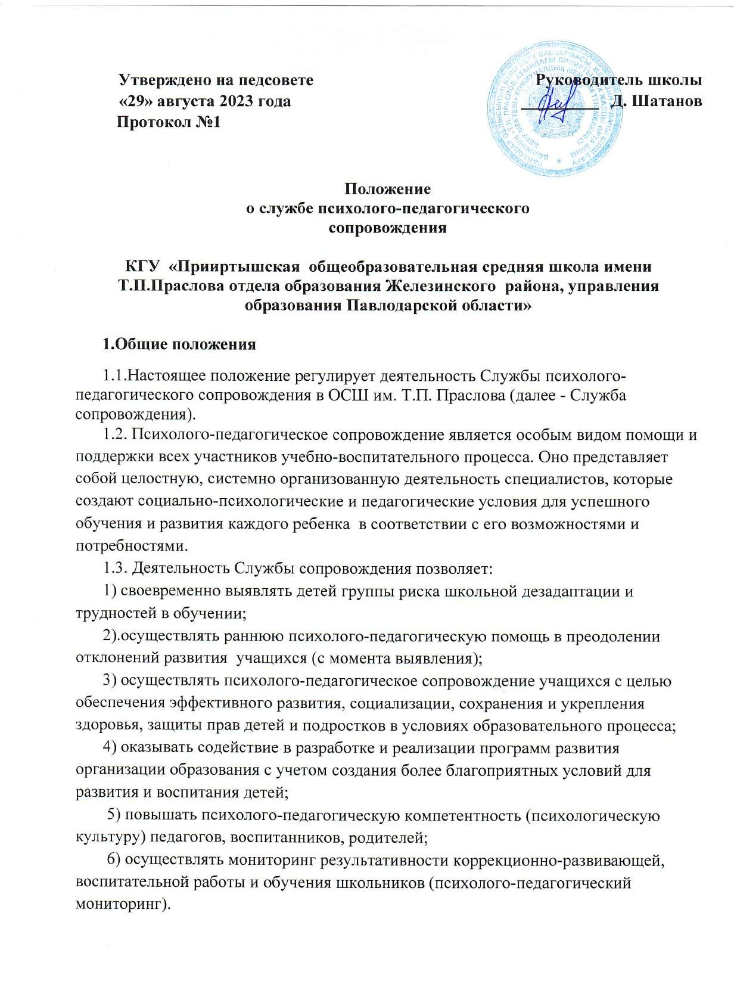 Утверждено на педсовете Руководитель школы
«29» августа 2023 года Д. Шатанов
Протокол №1
Положение
о службе психолого-педагогического
сопровождения
КГУ «Прииртышская общеобразовательная средняя школа имени
Т.П.Праслова отдела образования Железинского района, управления
образования Павлодарской области»
1.Общие положения
1.1.Настоящее положение регулирует деятельность Службы психолого-
педагогического сопровождения в ОСШ им. Т.П. Праслова (далее - Служба
сопровождения).
1.2. Психолого-педагогическое сопровождение является особым видом помощи и
поддержки всех участников учебно-воспитательного процесса. Оно представляет
собой целостную, системно организованную деятельность специалистов, которые
создают социально-психологические и педагогические условия для успешного
обучения и развития каждого ребенка в соответствии с его возможностями и
потребностями.
1.3. Деятельность Службы сопровождения позволяет:
1) своевременно выявлять детей группы риска школьной дезадаптации и
трудностей в обучении;
2).осуществлять раннюю психолого-педагогическую помощь в преодолении
отклонений развития учащихся (с момента выявления);
3) осуществлять психолого-педагогическое сопровождение учащихся с целью
обеспечения эффективного развития, социализации, сохранения и укрепления
здоровья, защиты прав детей и подростков в условиях образовательного процесса;
4) оказывать содействие в разработке и реализации программ развития
организации образования с учетом создания более благоприятных условий для
развития и воспитания детей;
5) повышать психолого-педагогическую компетентность (психологическую
культуру) педагогов, воспитанников, родителей;
6) осуществлять мониторинг результативности коррекционно-развивающей,
воспитательной работы и обучения школьников (психолого-педагогический
мониторинг).